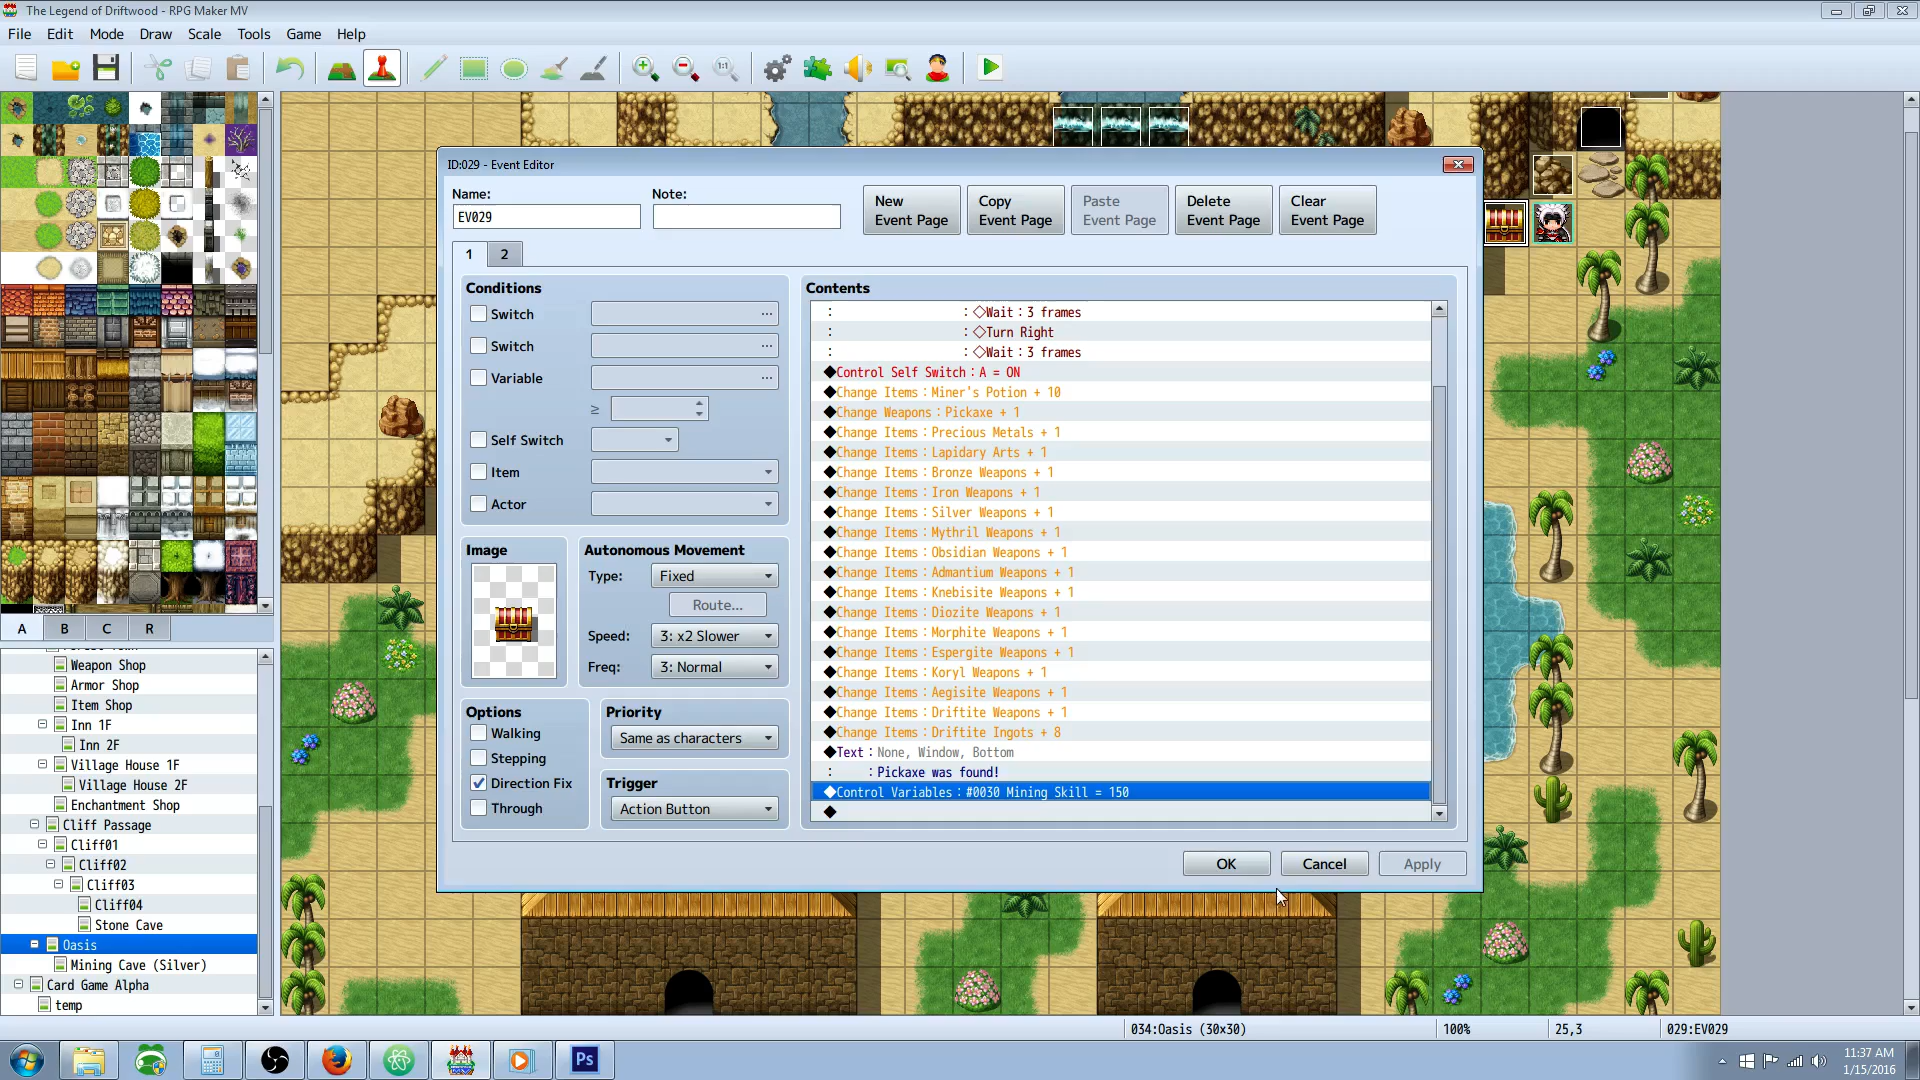 The Legend of Driftwood - RPG Maker MV
File Edit Mode Draw Scale Tools Game Help
1:1
ID:029 - Event Editor
Name:
Note:
EV029
New
Event Page
Copy
Event Page
Paste
Event Page
Delete
Event Page
Clear
Event Page
1 2
Conditions
Switch ...
Switch ...
Variable ...
≥
Self Switch
Item
Actor
Image
Autonomous Movement
Type: Fixed
Route...
Speed: 3: x2 Slower
Freq: 3: Normal
Options
Walking
Stepping
Direction Fix
Through
Priority
Same as characters
Trigger
Action Button
Contents
: :◇Wait:3 frames
: :◇Turn Right
: :◇Wait:3 frames
◆Control Self Switch:A = ON
◆Change Items:Miner's Potion + 10
◆Change Weapons:Pickaxe + 1
◆Change Items:Precious Metals + 1
◆Change Items:Lapidary Arts + 1
◆Change Items:Bronze Weapons + 1
◆Change Items:Iron Weapons + 1
◆Change Items:Silver Weapons + 1
◆Change Items:Mythril Weapons + 1
◆Change Items:Obsidian Weapons + 1
◆Change Items:Admantium Weapons + 1
◆Change Items:Knebisite Weapons + 1
◆Change Items:Diozite Weapons + 1
◆Change Items:Morphite Weapons + 1
◆Change Items:Espergite Weapons + 1
◆Change Items:Koryl Weapons + 1
◆Change Items:Aegisite Weapons + 1
◆Change Items:Driftite Weapons + 1
◆Change Items:Driftite Ingots + 8
◆Text:None, Window, Bottom
: :Pickaxe was found!
◆Control Variables:#0030 Mining Skill = 150
◆
OK Cancel Apply
A B C R
Weapon Shop
Armor Shop
Item Shop
Inn 1F
Inn 2F
Village House 1F
Village House 2F
Enchantment Shop
Cliff Passage
Cliff01
Cliff02
Cliff03
Cliff04
Stone Cave
Oasis
Mining Cave (Silver)
Card Game Alpha
temp
034:Oasis (30x30) 100% 25,3 029:EV029
Ps
11:37 AM
1/15/2016